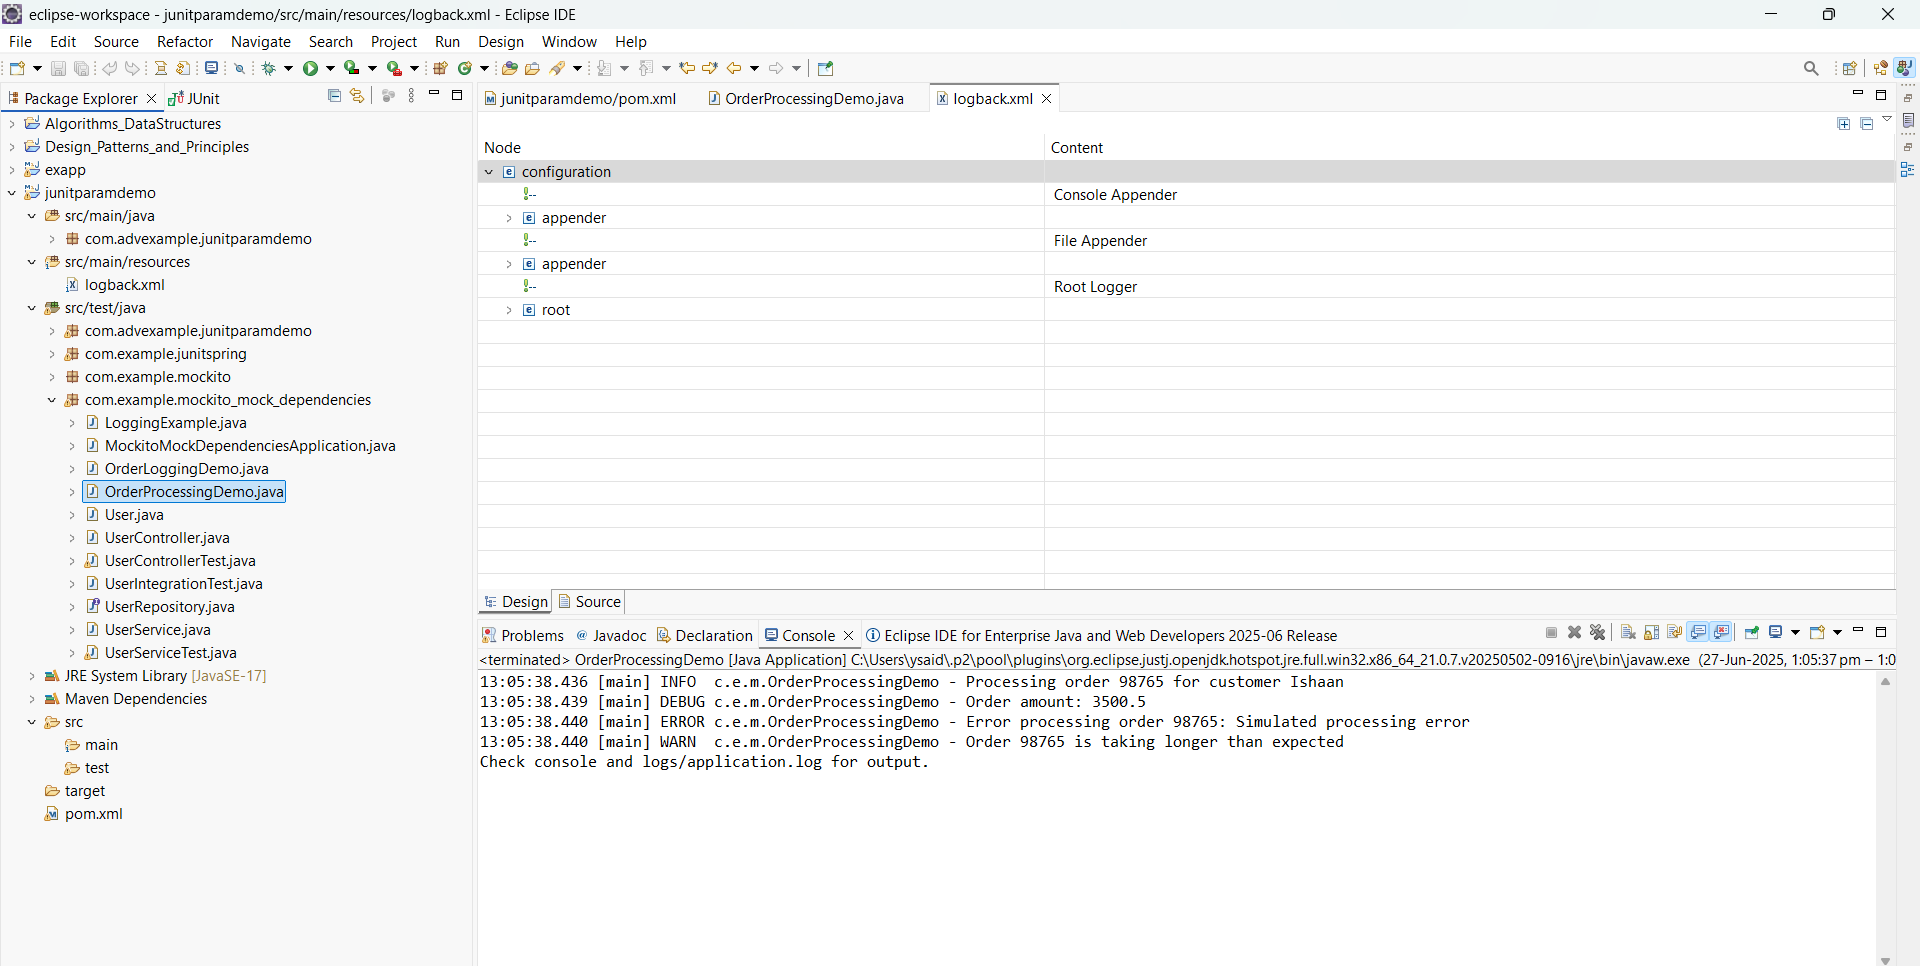 eclipse-workspace - junitparamdemo/src/main/resources/logback.xml - Eclipse IDE
File Edit Source Refactor Navigate Search Project Run Design Window Help
Package Explorer
JUnit
Algorithms_DataStructures
Design_Patterns_and_Principles
exapp
junitparamdemo
src/main/java
com.advexample.junitparamdemo
src/main/resources
logback.xml
src/test/java
com.advexample.junitparamdemo
com.example.junitspring
com.example.mockito
com.example.mockito_mock_dependencies
LoggingExample.java
MockitoMockDependenciesApplication.java
OrderLoggingDemo.java
OrderProcessingDemo.java
User.java
UserController.java
UserControllerTest.java
UserIntegrationTest.java
UserRepository.java
UserService.java
UserServiceTest.java
JRE System Library [JavaSE-17]
Maven Dependencies
src
main
test
target
pom.xml
junitparamdemo/pom.xml OrderProcessingDemo.java logback.xml
Node Content
configuration
Console Appender
appender
File Appender
appender
Root Logger
root
Design Source
Problems Javadoc Declaration Console Eclipse IDE for Enterprise Java and Web Developers 2025-06 Release
<terminated> OrderProcessingDemo [Java Application] C:\Users\ysaid\.p2\pool\plugins\org.eclipse.justj.openjdk.hotspot.jre.full.win32.x86_64_21.0.7.v20250502-0916\jre\bin\javaw.exe (27-Jun-2025, 1:05:37 pm – 1:0
13:05:38.436 [main] INFO  c.e.m.OrderProcessingDemo - Processing order 98765 for customer Ishaan
13:05:38.439 [main] DEBUG c.e.m.OrderProcessingDemo - Order amount: 3500.5
13:05:38.440 [main] ERROR c.e.m.OrderProcessingDemo - Error processing order 98765: Simulated processing error
13:05:38.440 [main] WARN  c.e.m.OrderProcessingDemo - Order 98765 is taking longer than expected
Check console and logs/application.log for output.